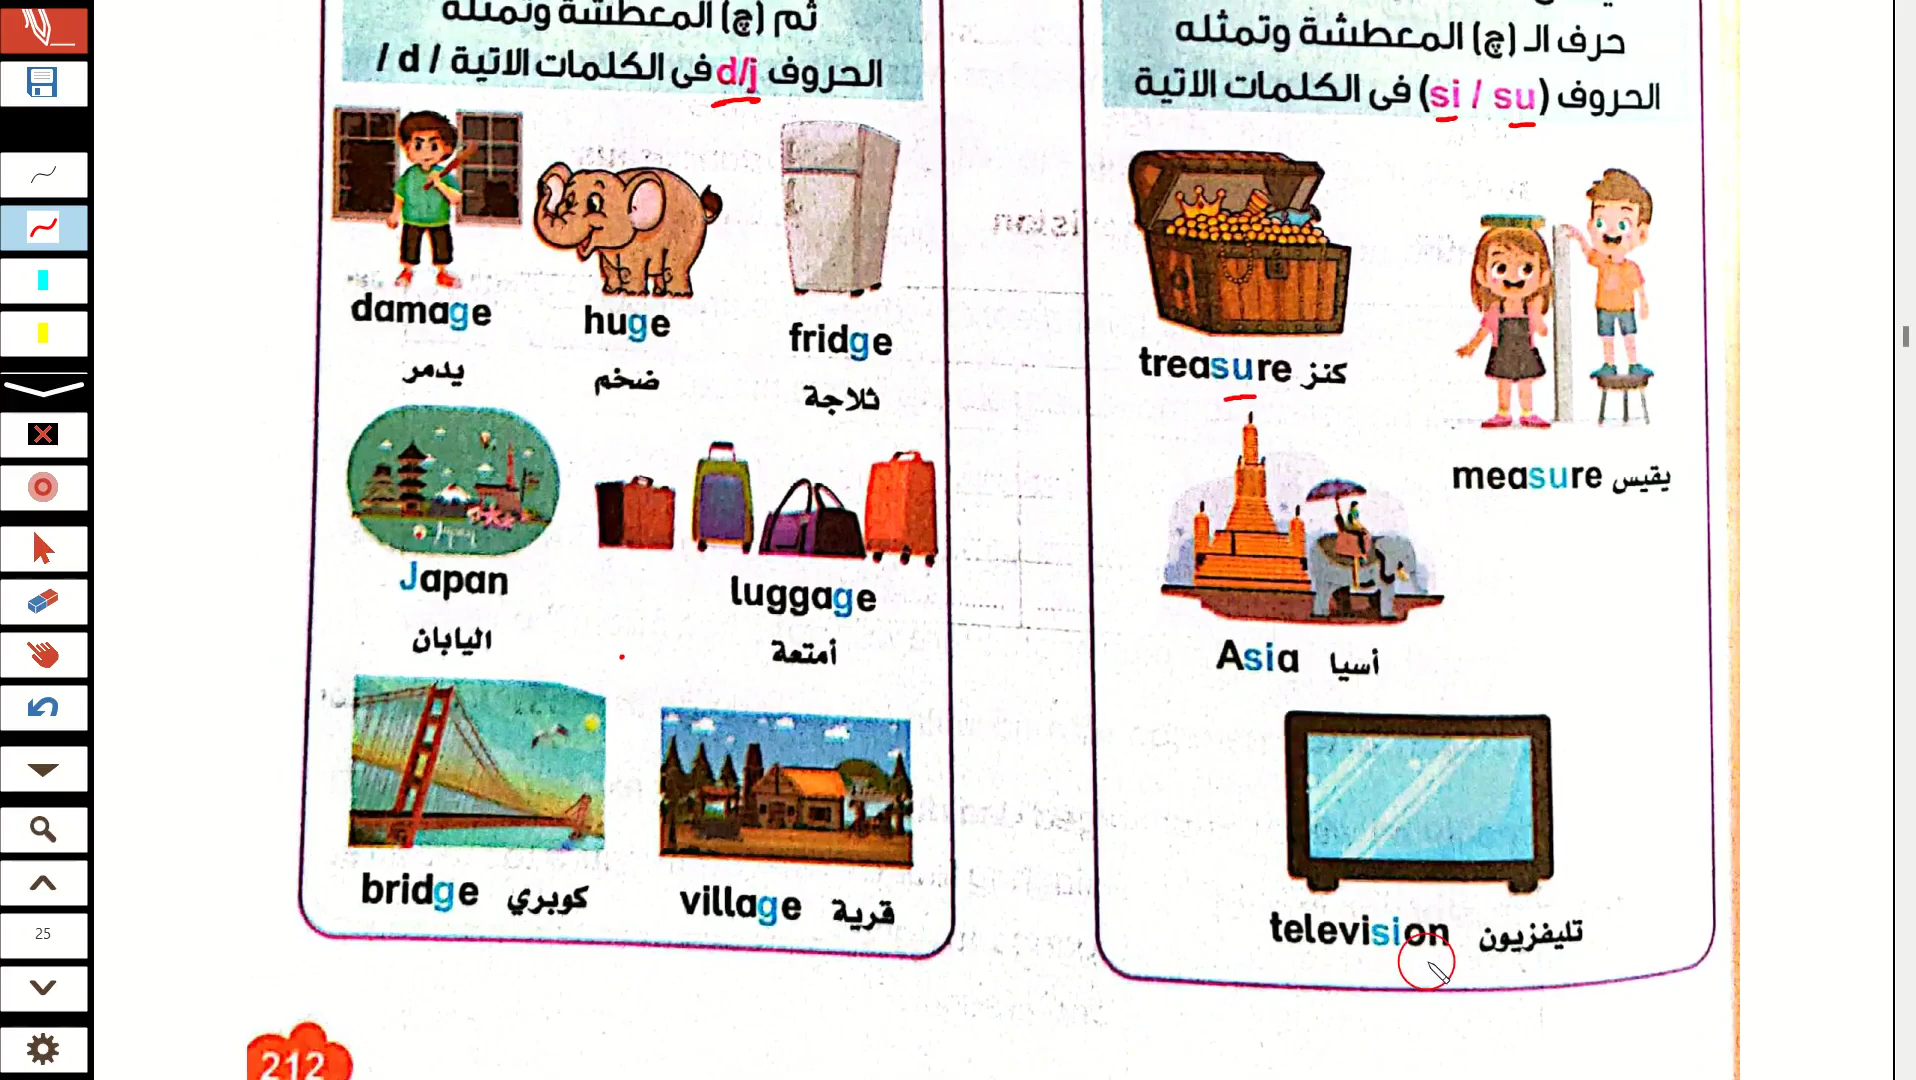 ثم (چ) المعطشة وتمثله
الحروف d/j فى الكلمات الاتية / d /
damage
يدمر
huge
ضخم
fridge
ثلاجة
Japan
اليابان
luggage
أمتعة
bridge كوبري
village قرية
212
حرف الـ (چ) المعطشة وتمثله
الحروف (si / su) فى الكلمات الاتية
treasure كنز
measure يقيس
Asia أسيا
television تليفزيون
25